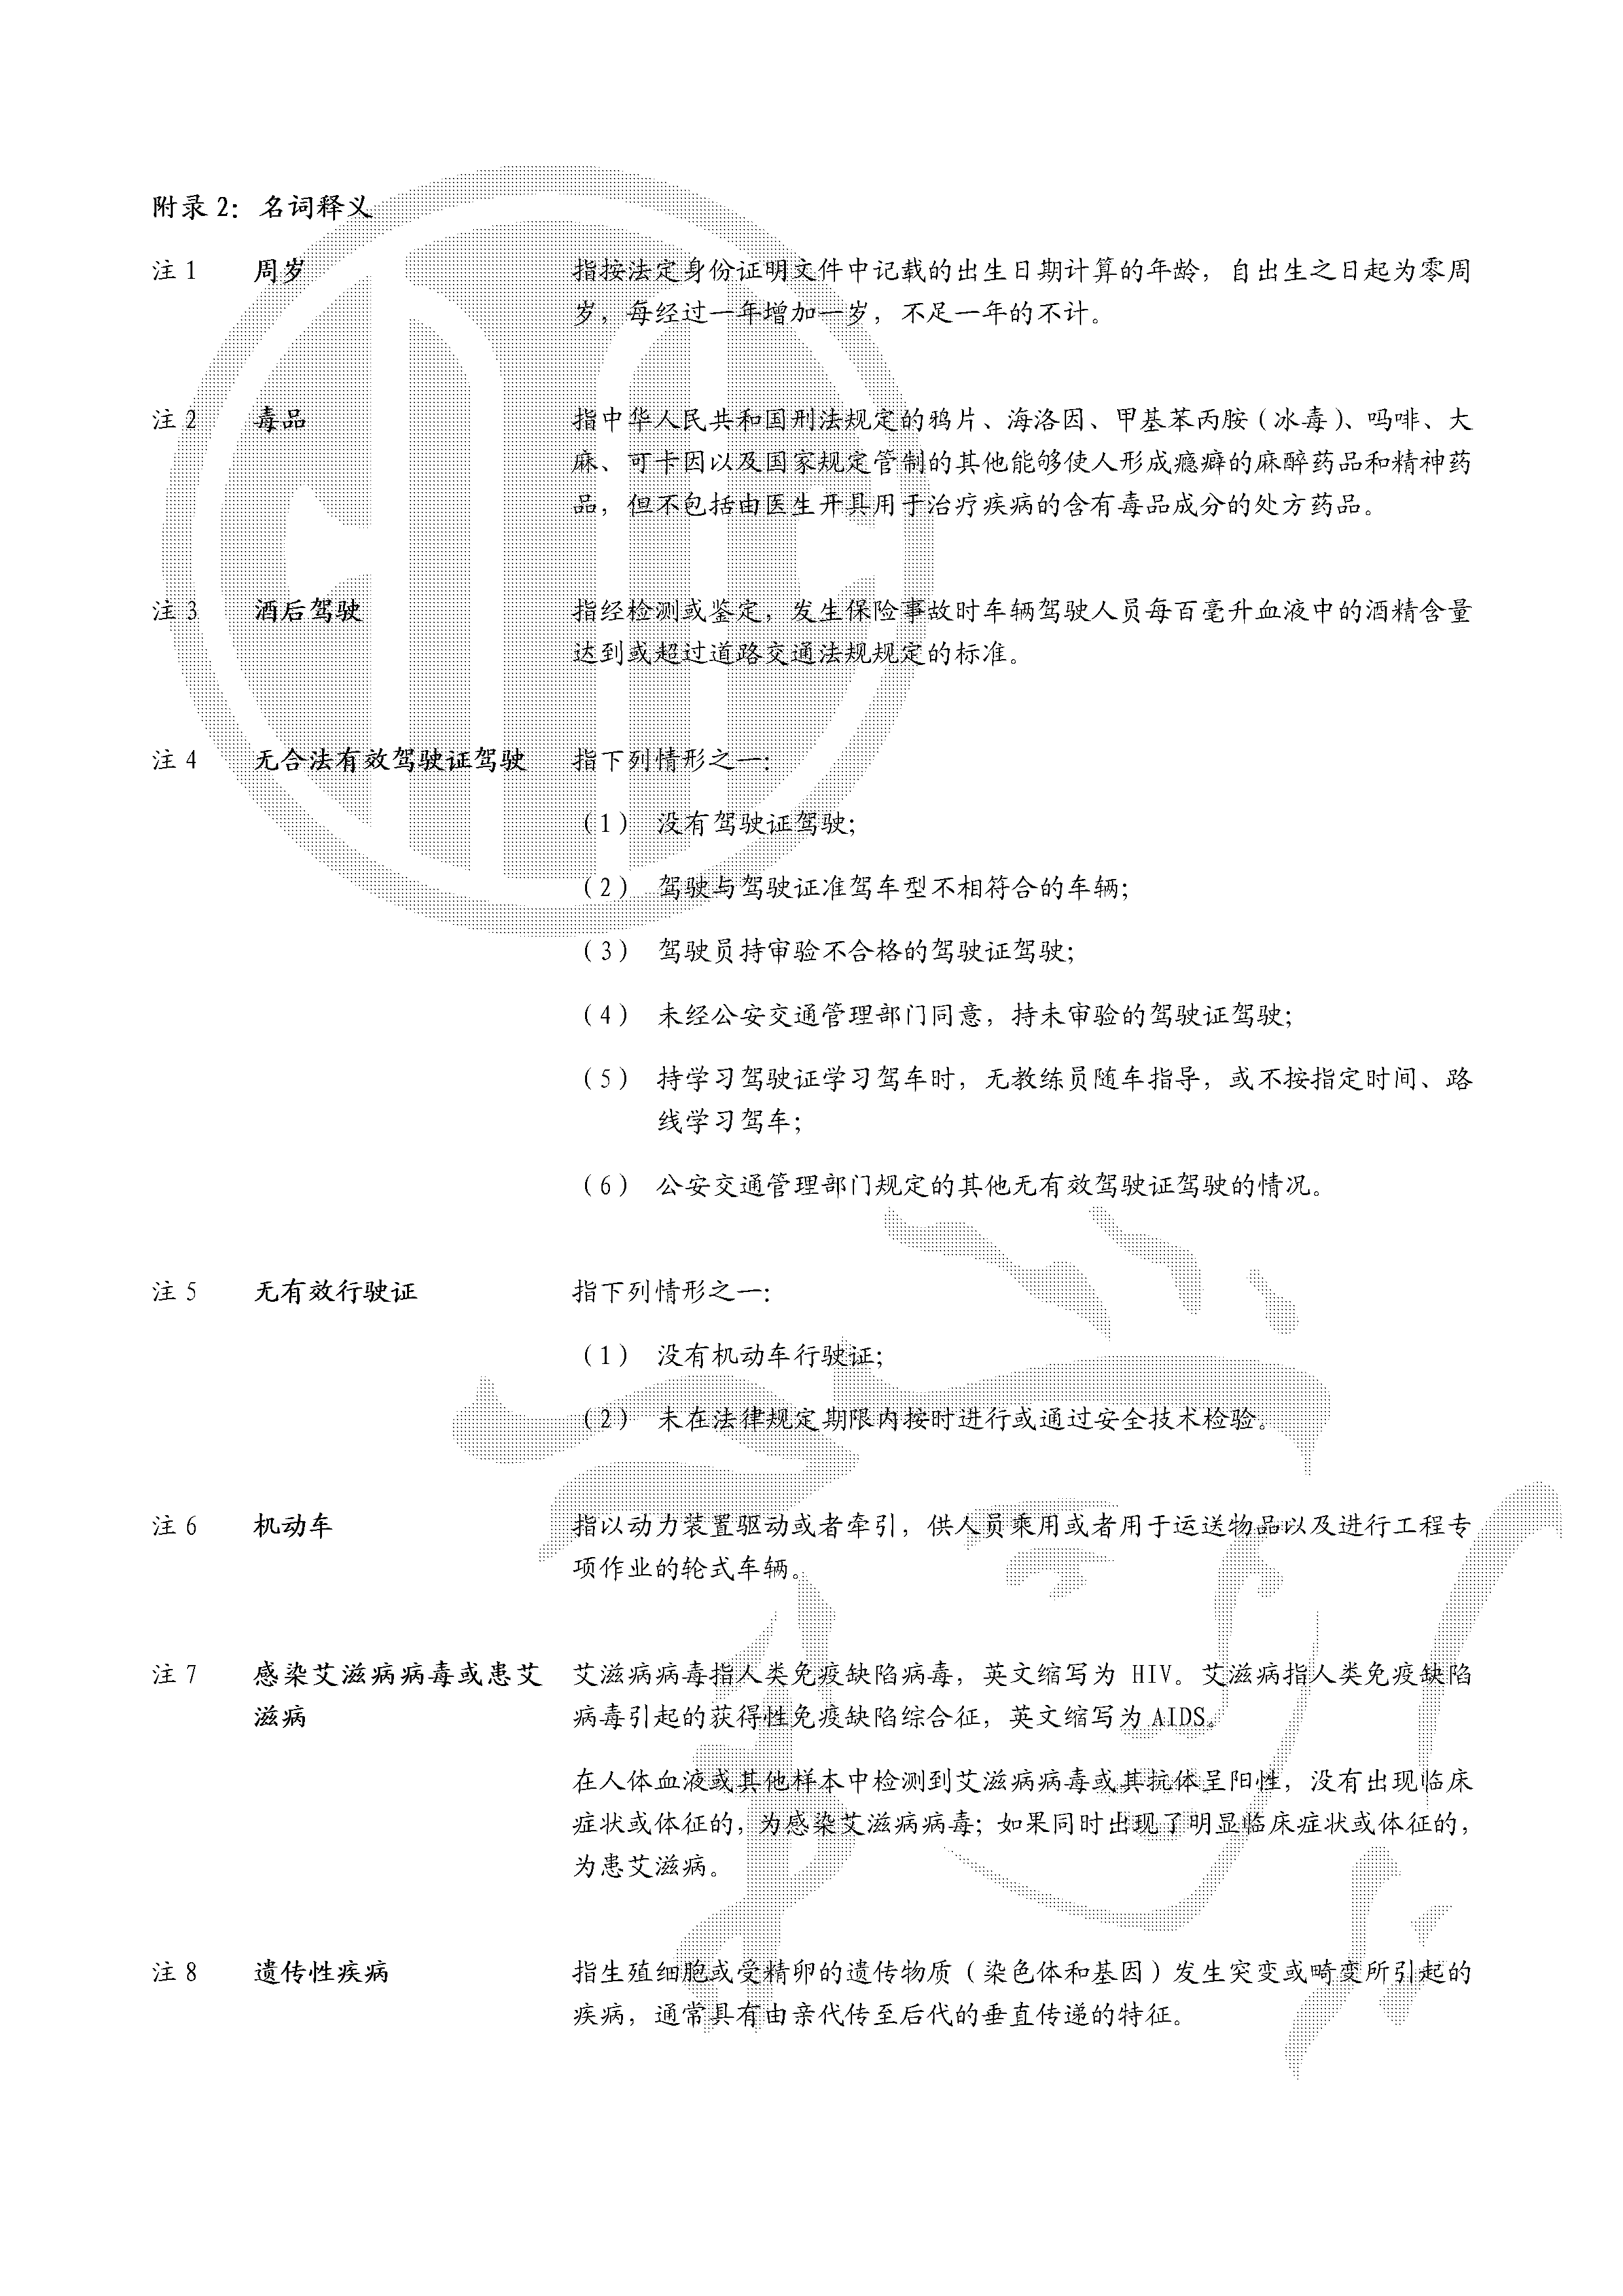 附录 2：名词释义
注 1 周岁 指按法定身份证明文件中记载的出生日期计算的年龄，自出生之日起为零周
岁，每经过一年增加一岁，不足一年的不计。
注 2 毒品 指中华人民共和国刑法规定的鸦片、海洛因、甲基苯丙胺（冰毒）、吗啡、大
麻、可卡因以及国家规定管制的其他能够使人形成瘾癖的麻醉药品和精神药
品，但不包括由医生开具用于治疗疾病的含有毒品成分的处方药品。
注 3 酒后驾驶 指经检测或鉴定，发生保险事故时车辆驾驶人员每百毫升血液中的酒精含量
达到或超过道路交通法规规定的标准。
注 4 无合法有效驾驶证驾驶 指下列情形之一：
（1） 没有驾驶证驾驶；
（2） 驾驶与驾驶证准驾车型不相符合的车辆；
（3） 驾驶员持审验不合格的驾驶证驾驶；
（4） 未经公安交通管理部门同意，持未审验的驾驶证驾驶；
（5） 持学习驾驶证学习驾车时，无教练员随车指导，或不按指定时间、路
线学习驾车；
（6） 公安交通管理部门规定的其他无有效驾驶证驾驶的情况。
注 5 无有效行驶证 指下列情形之一：
（1） 没有机动车行驶证；
（2） 未在法律规定期限内按时进行或通过安全技术检验。
注 6 机动车 指以动力装置驱动或者牵引，供人员乘用或者用于运送物品以及进行工程专
项作业的轮式车辆。
注 7 感染艾滋病病毒或患艾 艾滋病病毒指人类免疫缺陷病毒，英文缩写为 HIV。艾滋病指人类免疫缺陷
滋病 病毒引起的获得性免疫缺陷综合征，英文缩写为 AIDS。
在人体血液或其他样本中检测到艾滋病病毒或其抗体呈阳性，没有出现临床
症状或体征的，为感染艾滋病病毒；如果同时出现了明显临床症状或体征的，
为患艾滋病。
注 8 遗传性疾病 指生殖细胞或受精卵的遗传物质（染色体和基因）发生突变或畸变所引起的
疾病，通常具有由亲代传至后代的垂直传递的特征。